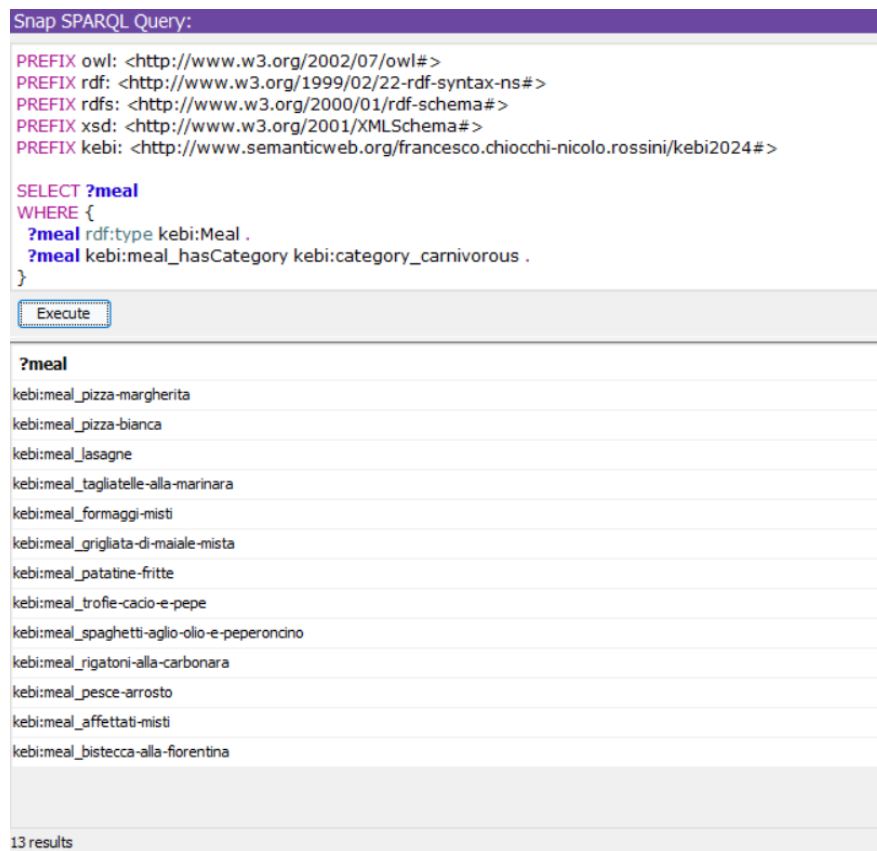 Snap SPARQL Query:
PREFIX owl: <http://www.w3.org/2002/07/owl#>
PREFIX rdf: <http://www.w3.org/1999/02/22-rdf-syntax-ns#>
PREFIX rdfs: <http://www.w3.org/2000/01/rdf-schema#>
PREFIX xsd: <http://www.w3.org/2001/XMLSchema#>
PREFIX kebi: <http://www.semanticweb.org/francesco.chiocchi-nicolo.rossini/kebi2024#>
SELECT ?meal
WHERE {
?meal rdf:type kebi:Meal .
?meal kebi:meal_hasCategory kebi:category_carnivorous .
}
Execute
?meal
kebi:meal_pizza-margherita
kebi:meal_pizza-bianca
kebi:meal_lasagne
kebi:meal_tagliatelle-alla-marinara
kebi:meal_formaggi-misti
kebi:meal_grigliata-di-maiale-mista
kebi:meal_patatine-fritte
kebi:meal_trofie-cacio-e-pepe
kebi:meal_spaghetti-aglio-olio-e-peperoncino
kebi:meal_rigatoni-alla-carbonara
kebi:meal_pesce-arrosto
kebi:meal_affettati-misti
kebi:meal_bistecca-alla-fiorentina
13 results